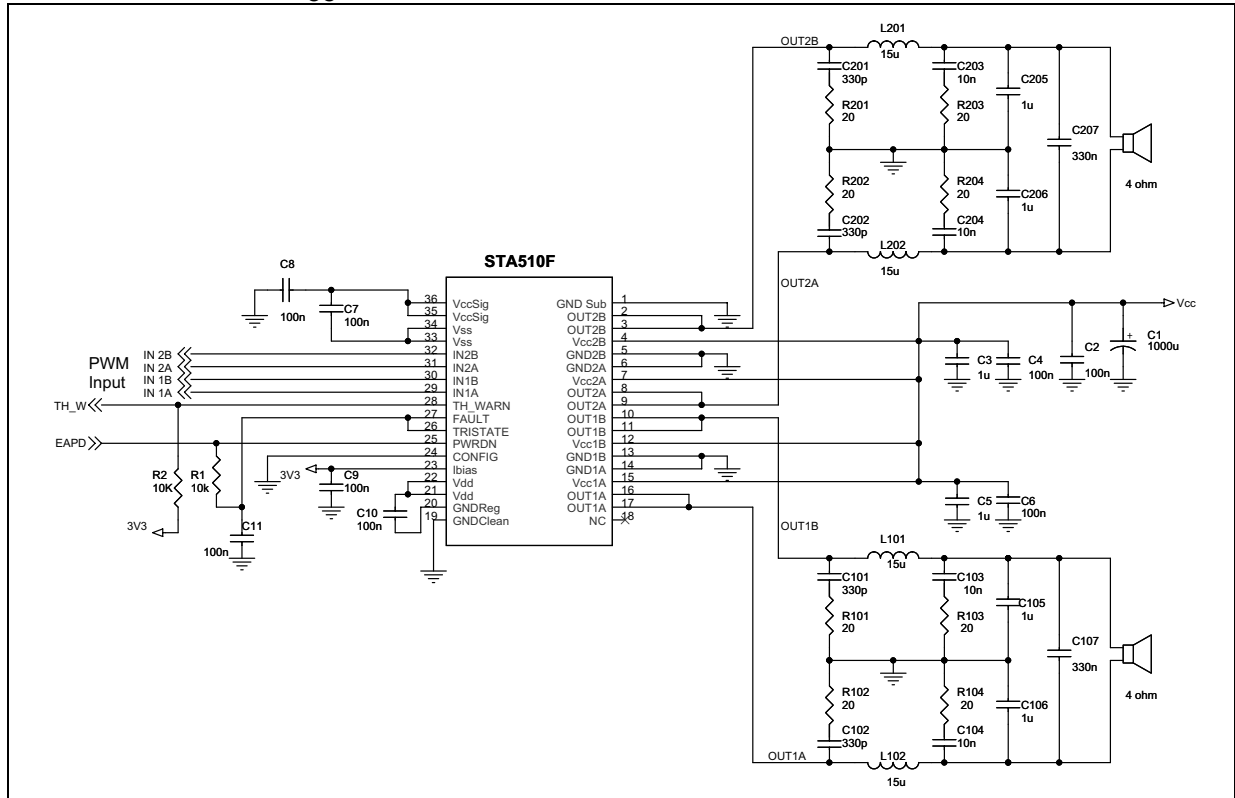 OUT2B
L201
15u
C201
330p
R201
20
C203
10n
R203
20
C205
1u
C207
330n
4 ohm
R202
20
C202
330p
R204
20
C204
10n
C206
1u
L202
15u
OUT2A
STA510F
C8
100n
C7
100n
36 VccSig
35 VccSig
34 Vss
33 Vss
32 IN2B
31 IN2A
30 IN1B
29 IN1A
28 TH_WARN
27 FAULT
26 TRISTATE
25 PWRDN
24 CONFIG
23 Ibias
22 Vdd
21 Vdd
20 GNDReg
19 GNDClean
GND Sub 1
OUT2B 2
OUT2B 3
Vcc2B 4
GND2B 5
GND2A 6
Vcc2A 7
OUT2A 8
OUT2A 9
OUT1B 10
OUT1B 11
Vcc1B 12
GND1B 13
GND1A 14
Vcc1A 15
OUT1A 16
OUT1A 17
NC 18
PWM
Input
IN 2B
IN 2A
IN 1B
IN 1A
TH_W
EAPD
R2
10K
R1
10k
3V3
3V3
C9
100n
C10
100n
C11
100n
Vcc
C3
1u
C4
100n
C2
100n
+
C1
1000u
C5
1u
C6
100n
OUT1B
L101
15u
C101
330p
R101
20
C103
10n
R103
20
C105
1u
C107
330n
4 ohm
R102
20
C102
330p
R104
20
C104
10n
C106
1u
OUT1A
L102
15u